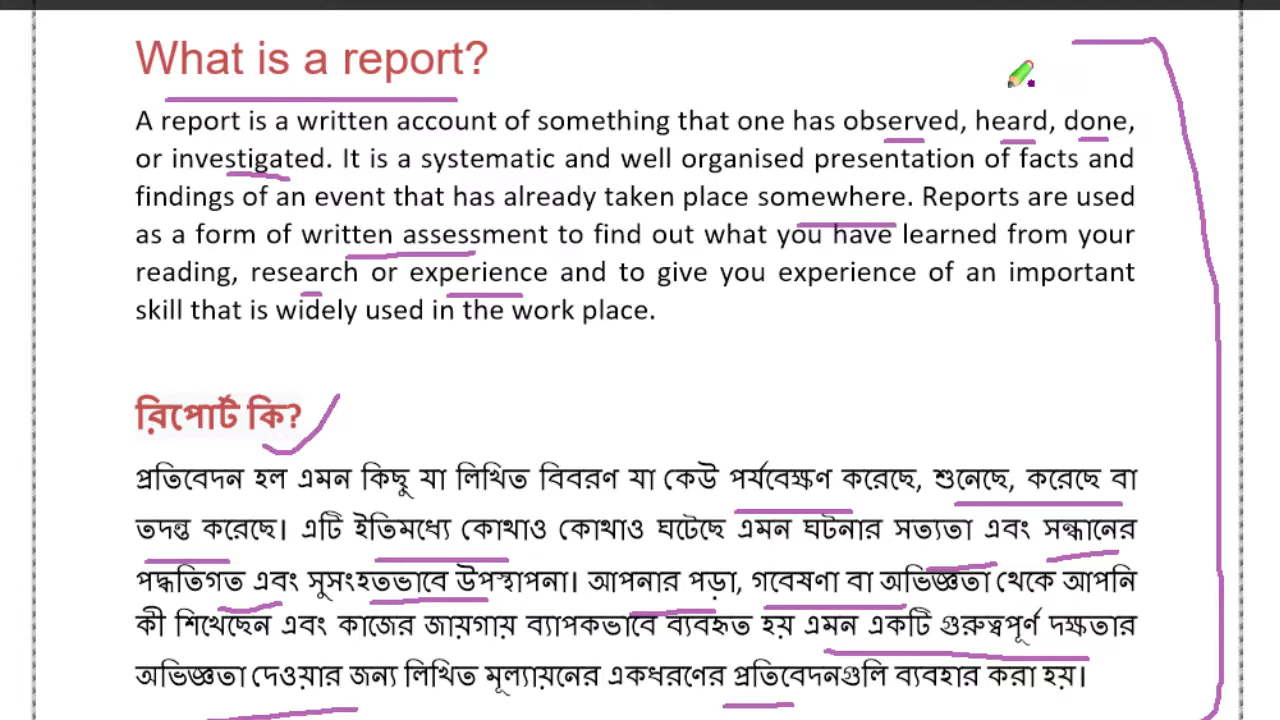 What is a report?
A report is a written account of something that one has observed, heard, done,
or investigated. It is a systematic and well organised presentation of facts and
findings of an event that has already taken place somewhere. Reports are used
as a form of written assessment to find out what you have learned from your
reading, research or experience and to give you experience of an important
skill that is widely used in the work place.
রিপোর্ট কি?
প্রতিবেদন হল এমন কিছু যা লিখিত বিবরণ যা কেউ পর্যবেক্ষণ করেছে, শুনেছে, করেছে বা
তদন্ত করেছে। এটি ইতিমধ্যে কোথাও কোথাও ঘটেছে এমন ঘটনার সত্যতা এবং সন্ধানের
পদ্ধতিগত এবং সুসংহতভাবে উপস্থাপনা। আপনার পড়া, গবেষণা বা অভিজ্ঞতা থেকে আপনি
কী শিখেছেন এবং কাজের জায়গায় ব্যাপকভাবে ব্যবহৃত হয় এমন একটি গুরুত্বপূর্ণ দক্ষতার
অভিজ্ঞতা দেওয়ার জন্য লিখিত মূল্যায়নের একধরণের প্রতিবেদনগুলি ব্যবহার করা হয়।